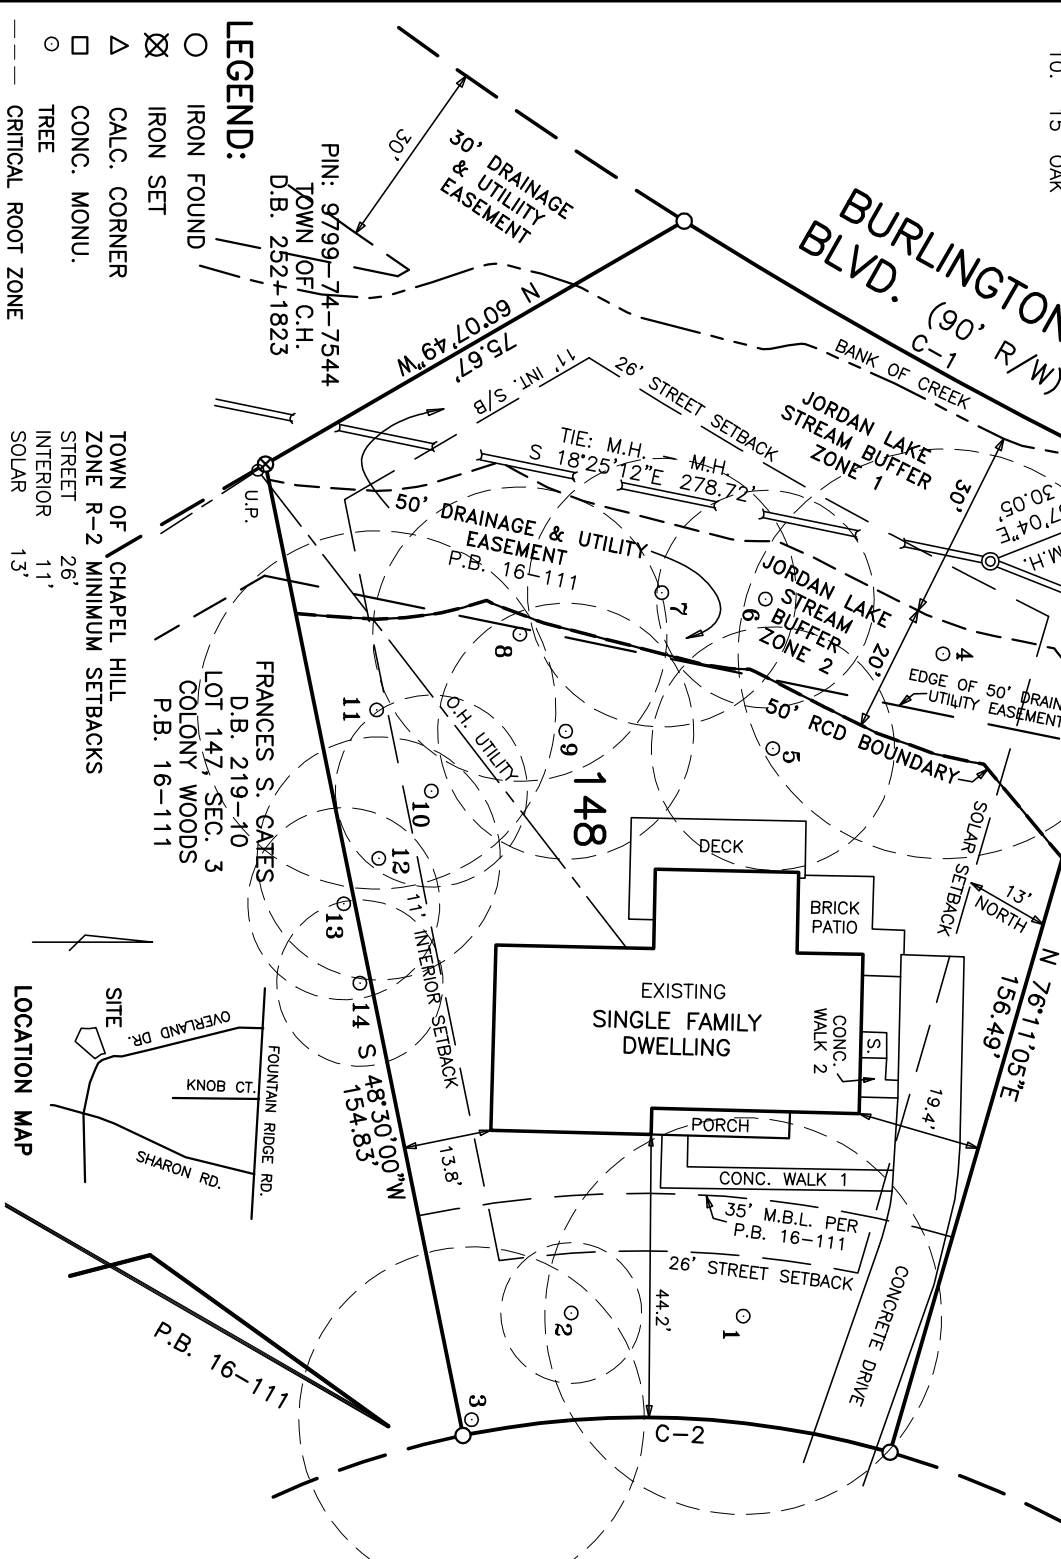 10. 15" OAK
BURLINGTON
BLVD. (90' R/W)
C-1
BANK OF CREEK
30' DRAINAGE
& UTILIITY
EASEMENT
30'
PIN: 9799-74-7544
TOWN OF C.H.
D.B. 252+1823
LEGEND:
IRON FOUND
IRON SET
CALC. CORNER
CONC. MONU.
TREE
CRITICAL ROOT ZONE
N 60°07'49"W
75.67'
11' INT.
S/B
26' STREET SETBACK
JORDAN LAKE
STREAM BUFFER
ZONE 1
TIE: M.H. - M.H.
S 18°25'12"E 278.72'
30'
7'04"E
30.05'
M.H.
U.P.
50' DRAINAGE & UTILITY
EASEMENT
P.B. 16-111
JORDAN LAKE
STREAM
BUFFER
ZONE 2
20'
7
6
4
EDGE OF 50' DRAIN
UTILITY EASEMENT
50' RCD BOUNDARY
8
9
5
11
10
12
13
14
O.H. UTILITY
148
TOWN OF CHAPEL HILL
ZONE R-2 MINIMUM SETBACKS
STREET 26'
INTERIOR 11'
SOLAR 13'
FRANCES S. CATES
D.B. 219-10
LOT 147, SEC. 3
COLONY WOODS
P.B. 16-111
DECK
BRICK
PATIO
SOLAR SETBACK
13'
NORTH
N 76°11'05"E
156.49'
11' INTERIOR SETBACK
EXISTING
SINGLE FAMILY
DWELLING
CONC.
WALK 2
S.
19.4'
PORCH
CONC. WALK 1
S 48°30'00"W
154.83'
13.8'
35' M.B.L. PER
P.B. 16-111
26' STREET SETBACK
44.2'
CONCRETE DRIVE
1
2
3
C-2
SITE
OVERLAND DR.
KNOB CT.
FOUNTAIN RIDGE RD.
SHARON RD.
LOCATION MAP
P.B. 16-111